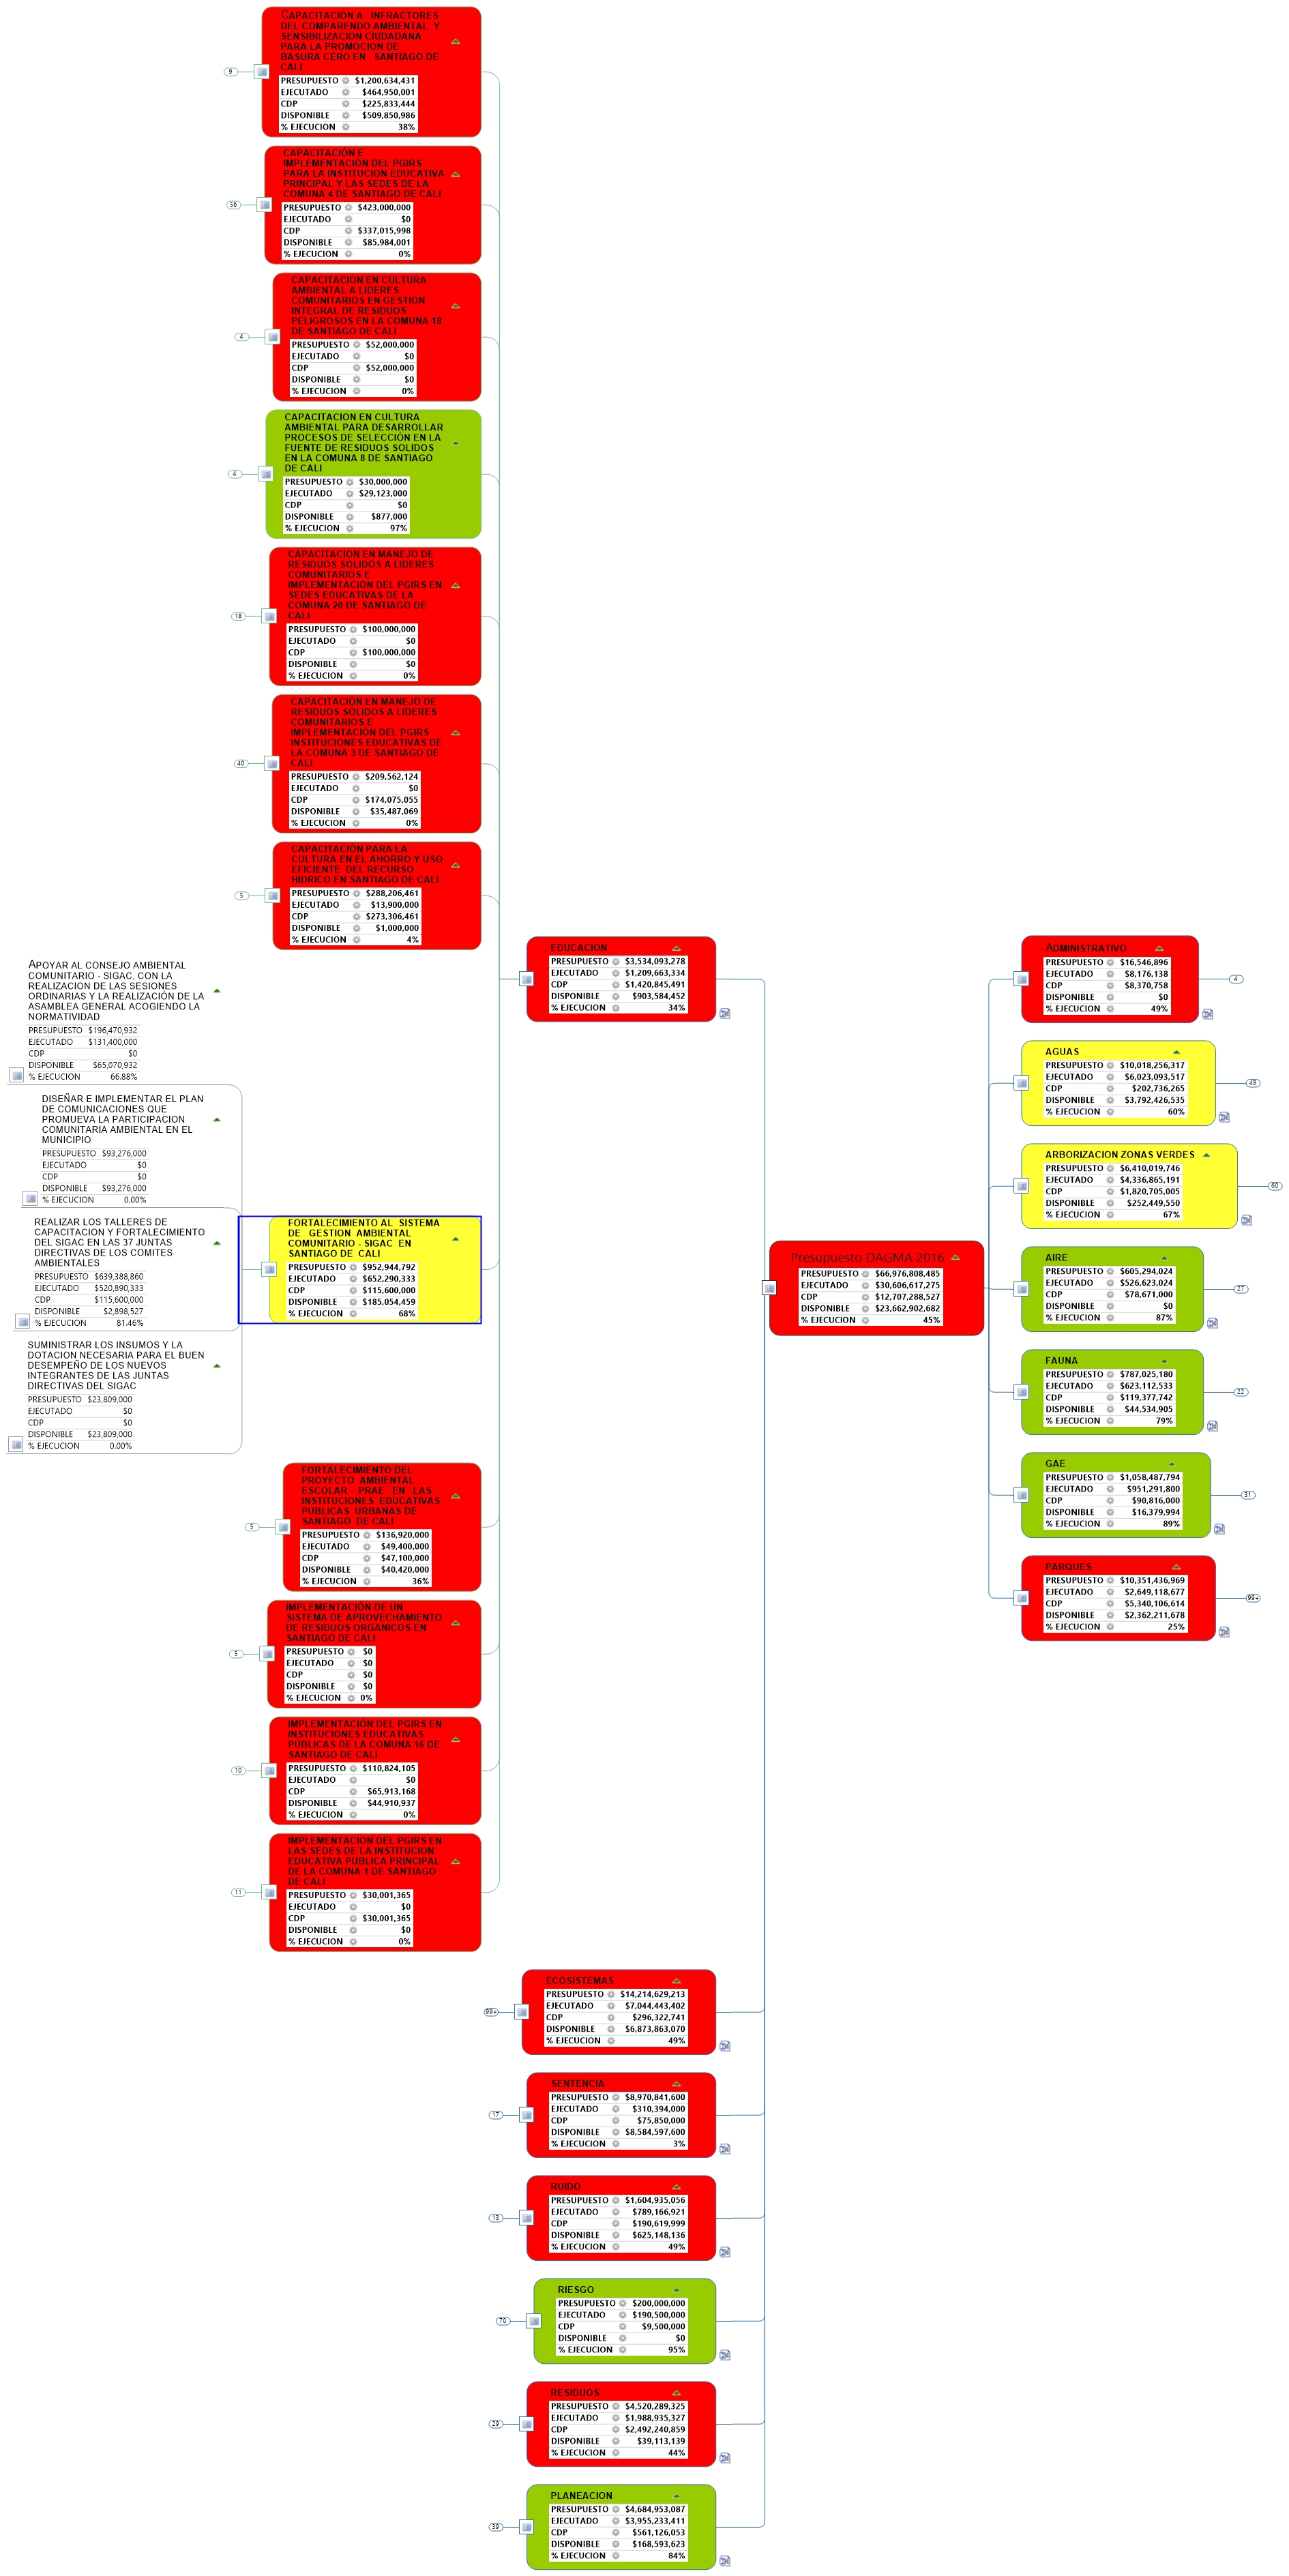 CAPACITACIÓN A INFRACTORES
DEL COMPARENDO AMBIENTAL Y
SENSIBILIZACION CIUDADANA
PARA LA PROMOCION DE
BASURA CERO EN SANTIAGO DE
CALI
PRESUPUESTO $1,200,634,431
EJECUTADO $464,950,001
CDP $225,833,444
DISPONIBLE $509,850,986
% EJECUCION 38%
9
CAPACITACIÓN E
IMPLEMENTACIÓN DEL PGIRS
PARA LA INSTITUCION EDUCATIVA
PRINCIPAL Y LAS SEDES DE LA
COMUNA 4 DE SANTIAGO DE CALI
PRESUPUESTO $423,000,000
EJECUTADO $0
CDP $337,015,998
DISPONIBLE $85,984,001
% EJECUCION 0%
56
CAPACITACION EN CULTURA
AMBIENTAL A LIDERES
COMUNITARIOS EN GESTION
INTEGRAL DE RESIDUOS
PELIGROSOS EN LA COMUNA 18
DE SANTIAGO DE CALI
PRESUPUESTO $52,000,000
EJECUTADO $0
CDP $52,000,000
DISPONIBLE $0
% EJECUCION 0%
4
CAPACITACION EN CULTURA
AMBIENTAL PARA DESARROLLAR
PROCESOS DE SELECCIÓN EN LA
FUENTE DE RESIDUOS SOLIDOS
EN LA COMUNA 8 DE SANTIAGO
DE CALI
PRESUPUESTO $30,000,000
EJECUTADO $29,123,000
CDP $0
DISPONIBLE $877,000
% EJECUCION 97%
4
CAPACITACION EN MANEJO DE
RESIDUOS SOLIDOS A LIDERES
COMUNITARIOS E
IMPLEMENTACION DEL PGIRS EN
SEDES EDUCATIVAS DE LA
COMUNA 20 DE SANTIAGO DE
CALI
PRESUPUESTO $100,000,000
EJECUTADO $0
CDP $100,000,000
DISPONIBLE $0
% EJECUCION 0%
18
CAPACITACIÓN EN MANEJO DE
RESIDUOS SÓLIDOS A LIDERES
COMUNITARIOS E
IMPLEMENTACIÓN DEL PGIRS
INSTITUCIONES EDUCATIVAS DE
LA COMUNA 3 DE SANTIAGO DE
CALI
PRESUPUESTO $209,562,124
EJECUTADO $0
CDP $174,075,055
DISPONIBLE $35,487,069
% EJECUCION 0%
40
CAPACITACIÓN PARA LA
CULTURA EN EL AHORRO Y USO
EFICIENTE DEL RECURSO
HIDRICO EN SANTIAGO DE CALI
PRESUPUESTO $288,206,461
EJECUTADO $13,900,000
CDP $273,306,461
DISPONIBLE $1,000,000
% EJECUCION 4%
5
EDUCACION
PRESUPUESTO $3,534,093,278
EJECUTADO $1,209,663,334
CDP $1,420,845,491
DISPONIBLE $903,584,452
% EJECUCION 34%
APOYAR AL CONSEJO AMBIENTAL
COMUNITARIO - SIGAC, CON LA
REALIZACION DE LAS SESIONES
ORDINARIAS Y LA REALIZACIÓN DE LA
ASAMBLEA GENERAL ACOGIENDO LA
NORMATIVIDAD
PRESUPUESTO $196,470,932
EJECUTADO $131,400,000
CDP $0
DISPONIBLE $65,070,932
% EJECUCION 66.88%
DISEÑAR E IMPLEMENTAR EL PLAN
DE COMUNICACIONES QUE
PROMUEVA LA PARTICIPACION
COMUNITARIA AMBIENTAL EN EL
MUNICIPIO
PRESUPUESTO $93,276,000
EJECUTADO $0
CDP $0
DISPONIBLE $93,276,000
% EJECUCION 0.00%
REALIZAR LOS TALLERES DE
CAPACITACION Y FORTALECIMIENTO
DEL SIGAC EN LAS 37 JUNTAS
DIRECTIVAS DE LOS COMITES
AMBIENTALES
PRESUPUESTO $639,388,860
EJECUTADO $520,890,333
CDP $115,600,000
DISPONIBLE $2,898,527
% EJECUCION 81.46%
SUMINISTRAR LOS INSUMOS Y LA
DOTACION NECESARIA PARA EL BUEN
DESEMPEÑO DE LOS NUEVOS
INTEGRANTES DE LAS JUNTAS
DIRECTIVAS DEL SIGAC
PRESUPUESTO $23,809,000
EJECUTADO $0
CDP $0
DISPONIBLE $23,809,000
% EJECUCION 0.00%
FORTALECIMIENTO AL SISTEMA
DE GESTION AMBIENTAL
COMUNITARIO - SIGAC EN
SANTIAGO DE CALI
PRESUPUESTO $952,944,792
EJECUTADO $652,290,333
CDP $115,600,000
DISPONIBLE $185,054,459
% EJECUCION 68%
FORTALECIMIENTO DEL
PROYECTO AMBIENTAL
ESCOLAR - PRAE EN LAS
INSTITUCIONES EDUCATIVAS
PUBLICAS URBANAS DE
SANTIAGO DE CALI
PRESUPUESTO $136,920,000
EJECUTADO $49,400,000
CDP $47,100,000
DISPONIBLE $40,420,000
% EJECUCION 36%
5
IMPLEMENTACIÓN DE UN
SISTEMA DE APROVECHAMIENTO
DE RESIDUOS ORGANICOS EN
SANTIAGO DE CALI
PRESUPUESTO $0
EJECUTADO $0
CDP $0
DISPONIBLE $0
% EJECUCION 0%
5
IMPLEMENTACIÓN DEL PGIRS EN
INSTITUCIONES EDUCATIVAS
PÚBLICAS DE LA COMUNA 16 DE
SANTIAGO DE CALI
PRESUPUESTO $110,824,105
EJECUTADO $0
CDP $65,913,168
DISPONIBLE $44,910,937
% EJECUCION 0%
10
IMPLEMENTACION DEL PGIRS EN
LAS SEDES DE LA INSTITUCION
EDUCATIVA PUBLICA PRINCIPAL
DE LA COMUNA 1 DE SANTIAGO
DE CALI
PRESUPUESTO $30,001,365
EJECUTADO $0
CDP $30,001,365
DISPONIBLE $0
% EJECUCION 0%
11
ECOSISTEMAS
PRESUPUESTO $14,214,629,213
EJECUTADO $7,044,443,402
CDP $296,322,741
DISPONIBLE $6,873,863,070
% EJECUCION 49%
99+
SENTENCIA
PRESUPUESTO $8,970,841,600
EJECUTADO $310,394,000
CDP $75,850,000
DISPONIBLE $8,584,597,600
% EJECUCION 3%
17
RUIDO
PRESUPUESTO $1,604,935,056
EJECUTADO $789,166,921
CDP $190,619,999
DISPONIBLE $625,148,136
% EJECUCION 49%
13
RIESGO
PRESUPUESTO $200,000,000
EJECUTADO $190,500,000
CDP $9,500,000
DISPONIBLE $0
% EJECUCION 95%
70
RESIDUOS
PRESUPUESTO $4,520,289,325
EJECUTADO $1,988,935,327
CDP $2,492,240,859
DISPONIBLE $39,113,139
% EJECUCION 44%
29
PLANEACION
PRESUPUESTO $4,684,953,087
EJECUTADO $3,955,233,411
CDP $561,126,053
DISPONIBLE $168,593,623
% EJECUCION 84%
39
Presupuesto DAGMA 2016
PRESUPUESTO $66,976,808,485
EJECUTADO $30,606,617,275
CDP $12,707,288,527
DISPONIBLE $23,662,902,682
% EJECUCION 45%
ADMINISTRATIVO
PRESUPUESTO $16,546,896
EJECUTADO $8,176,138
CDP $8,370,758
DISPONIBLE $0
% EJECUCION 49%
4
AGUAS
PRESUPUESTO $10,018,256,317
EJECUTADO $6,023,093,517
CDP $202,736,265
DISPONIBLE $3,792,426,535
% EJECUCION 60%
48
ARBORIZACION ZONAS VERDES
PRESUPUESTO $6,410,019,746
EJECUTADO $4,336,865,191
CDP $1,820,705,005
DISPONIBLE $252,449,550
% EJECUCION 67%
60
AIRE
PRESUPUESTO $605,294,024
EJECUTADO $526,623,024
CDP $78,671,000
DISPONIBLE $0
% EJECUCION 87%
27
FAUNA
PRESUPUESTO $787,025,180
EJECUTADO $623,112,533
CDP $119,377,742
DISPONIBLE $44,534,905
% EJECUCION 79%
22
GAE
PRESUPUESTO $1,058,487,794
EJECUTADO $951,291,800
CDP $90,816,000
DISPONIBLE $16,379,994
% EJECUCION 89%
31
PARQUES
PRESUPUESTO $10,351,436,969
EJECUTADO $2,649,118,677
CDP $5,340,106,614
DISPONIBLE $2,362,211,678
% EJECUCION 25%
99+